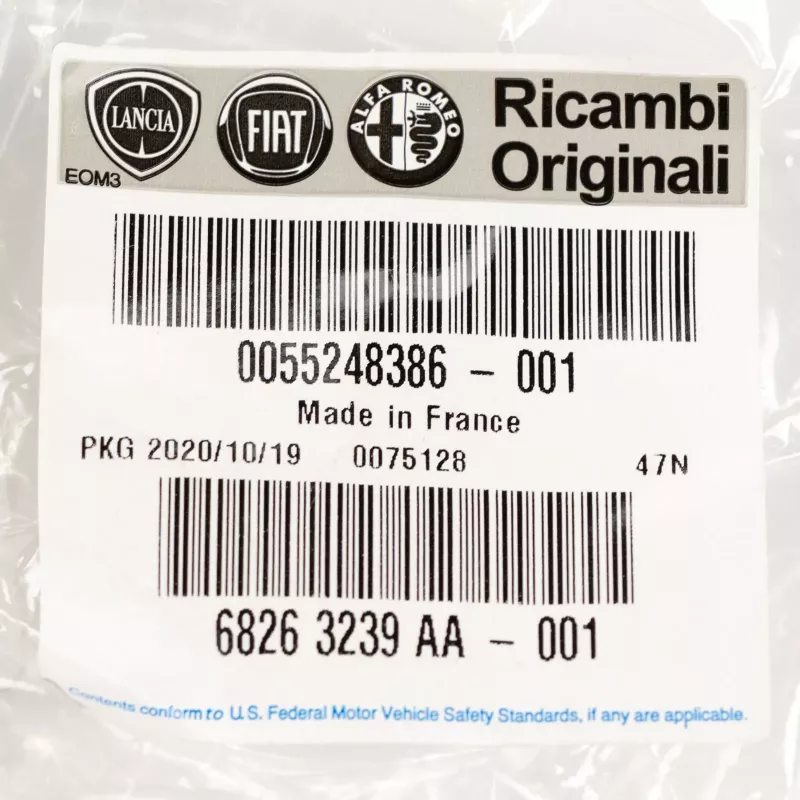 LANCIA FIAT ALFA ROMEO Ricambi
EOM3 Originali
0055248386 - 001
Made in France
PKG 2020/10/19 0075128 47N
6826 3239 AA - 001
Contents conform to U.S. Federal Motor Vehicle Safety Standards, if any are applicable.